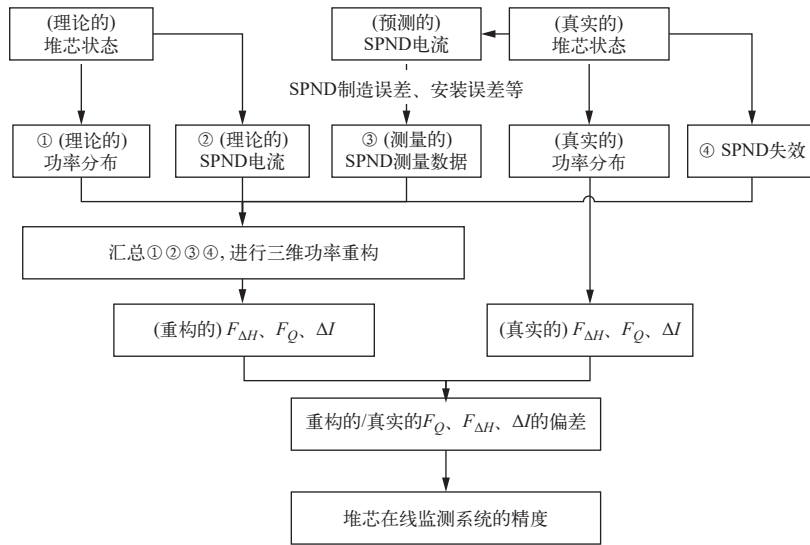 (理论的)
堆芯状态
(预测的)
SPND电流
(真实的)
堆芯状态
SPND制造误差、安装误差等
① (理论的)
功率分布
② (理论的)
SPND电流
③ (测量的)
SPND测量数据
(真实的)
功率分布
④ SPND失效
汇总①②③④, 进行三维功率重构
(重构的) FΔH、FQ、ΔI
(真实的) FΔH、FQ、ΔI
重构的/真实的FQ、FΔH、ΔI的偏差
堆芯在线监测系统的精度